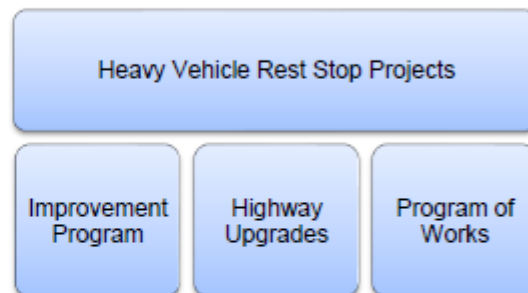 Heavy Vehicle Rest Stop Projects
Improvement
Program
Highway
Upgrades
Program of
Works